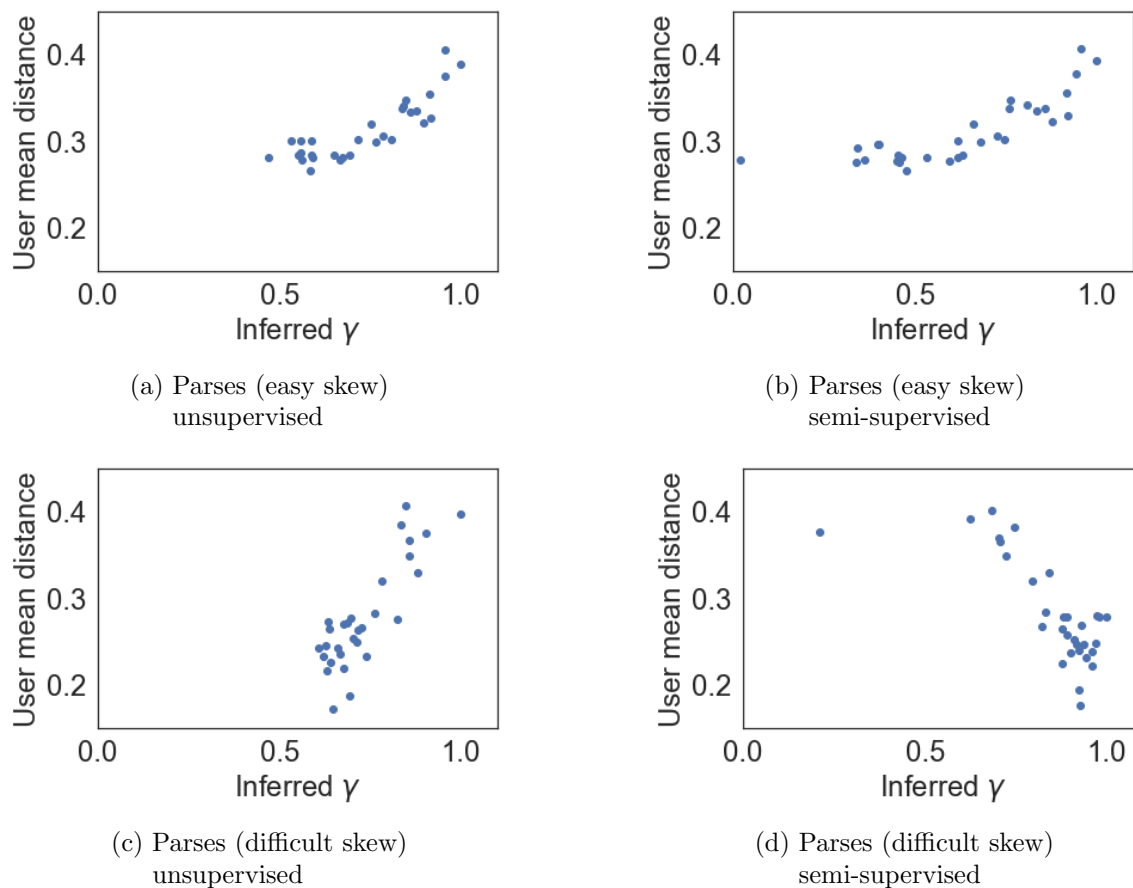 User mean distance
0.4
0.3
0.2
0.0 0.5 1.0
Inferred γ
(a) Parses (easy skew)
unsupervised
User mean distance
0.4
0.3
0.2
0.0 0.5 1.0
Inferred γ
(b) Parses (easy skew)
semi-supervised
User mean distance
0.4
0.3
0.2
0.0 0.5 1.0
Inferred γ
(c) Parses (difficult skew)
unsupervised
User mean distance
0.4
0.3
0.2
0.0 0.5 1.0
Inferred γ
(d) Parses (difficult skew)
semi-supervised